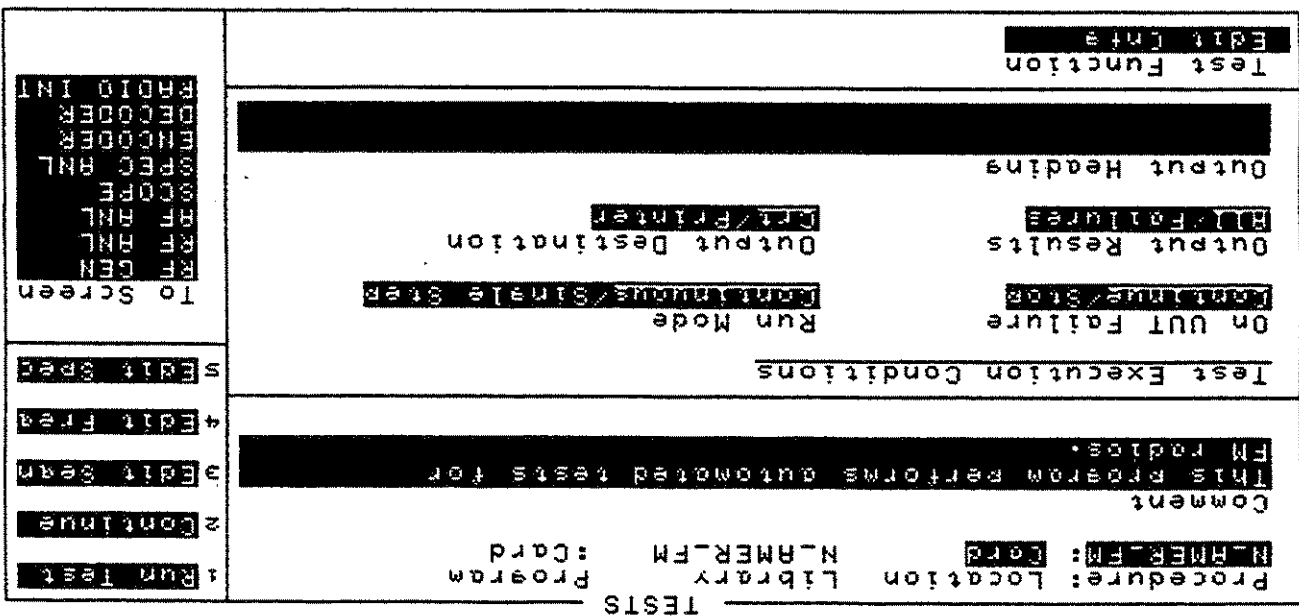 TESTS
Procedure: Location Library Program
N_AMER_FM: Card N_AMER_FM :Card
Comment
This program performs automated tests for
FM radios.
Test Execution Conditions
On UUT Failure Run Mode
Continue/Stop Continuous/Single Step
Output Results Output Destination
All/Failures Crt/Printer
Output Heading
Test Function
Edit Cnfg
1 Run Test
2 Continue
3 Edit Seqn
4 Edit Freq
5 Edit Spec
To Screen
RF GEN
RF ANL
AF ANL
SCOPE
SPEC ANL
ENCODER
DECODER
RADIO INT